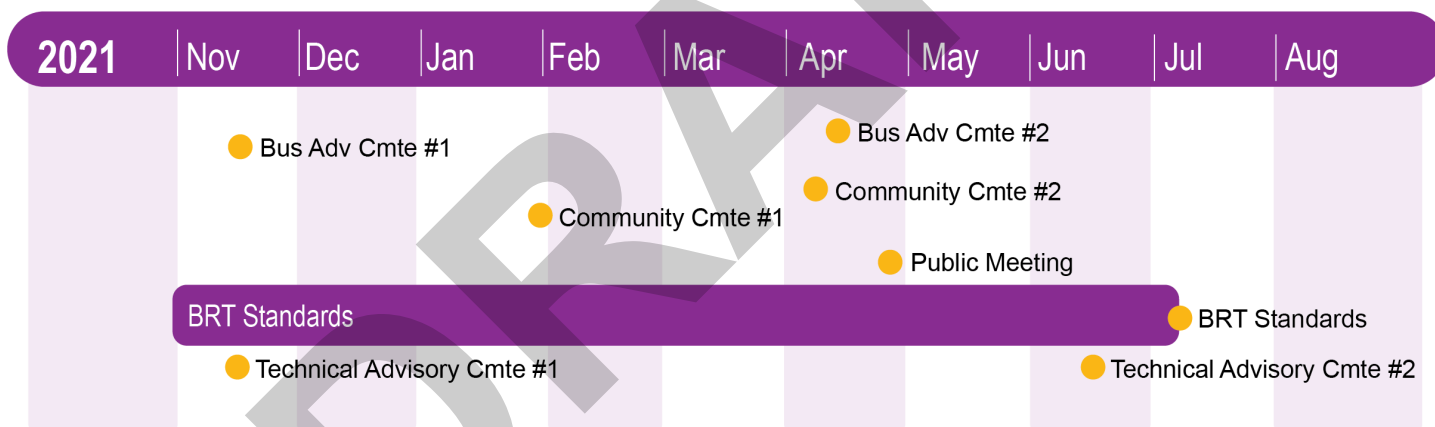 2021 Nov Dec Jan Feb Mar Apr May Jun Jul Aug
Bus Adv Cmte #2
Bus Adv Cmte #1
Community Cmte #2
Community Cmte #1
Public Meeting
BRT Standards BRT Standards
Technical Advisory Cmte #1 Technical Advisory Cmte #2
DRA